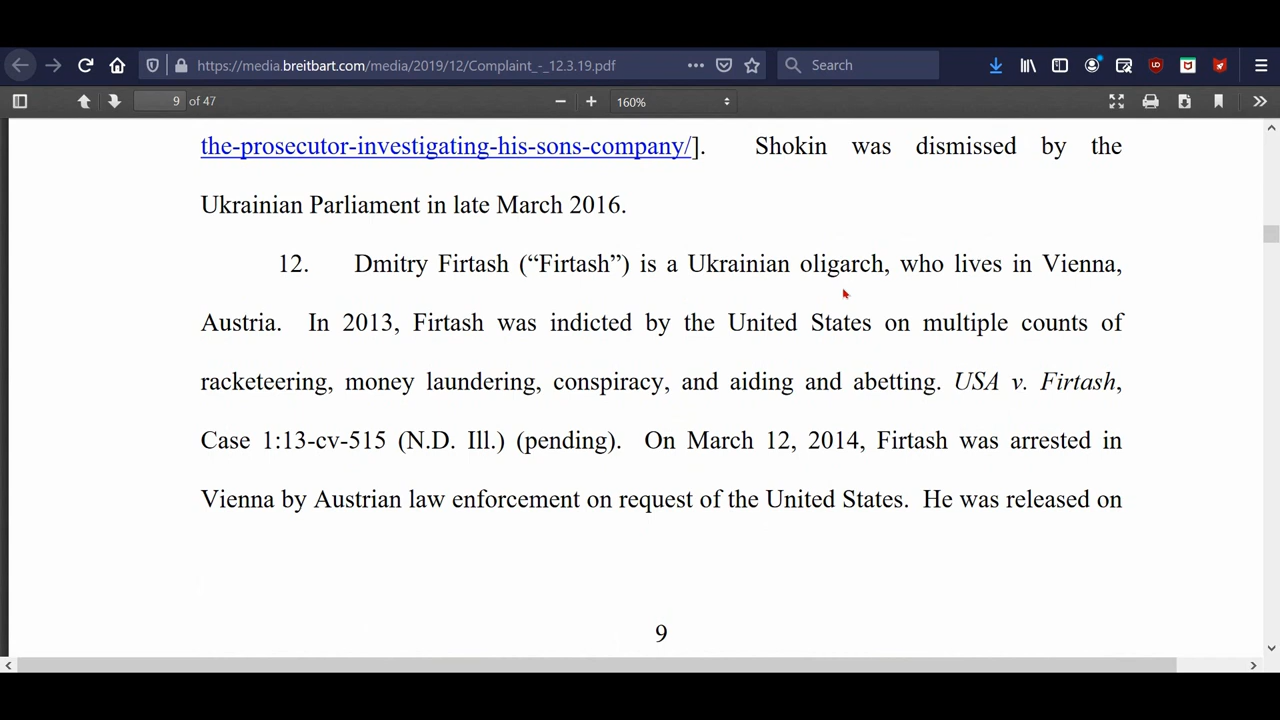 https://media.breitbart.com/media/2019/12/Complaint_-_12.3.19.pdf
Search
9 of 47
160%
the-prosecutor-investigating-his-sons-company/]. Shokin was dismissed by the
Ukrainian Parliament in late March 2016.
12. Dmitry Firtash (“Firtash”) is a Ukrainian oligarch, who lives in Vienna,
Austria. In 2013, Firtash was indicted by the United States on multiple counts of
racketeering, money laundering, conspiracy, and aiding and abetting. USA v. Firtash,
Case 1:13-cv-515 (N.D. Ill.) (pending). On March 12, 2014, Firtash was arrested in
Vienna by Austrian law enforcement on request of the United States. He was released on
9